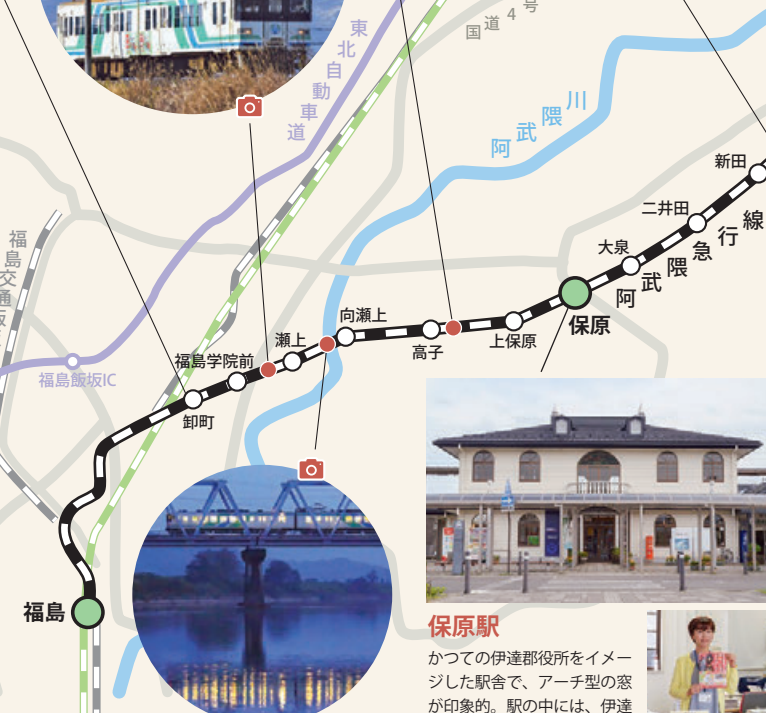 国道4号
東北自動車道
阿武隈川
新田
二井田
大泉
阿武隈急行線
福島交通飯坂
保原
向瀬上
瀬上
高子
上保原
福島学院前
福島飯坂IC
卸町
福島
保原駅
かつての伊達郡役所をイメー
ジした駅舎で、アーチ型の窓
が印象的。駅の中には、伊達